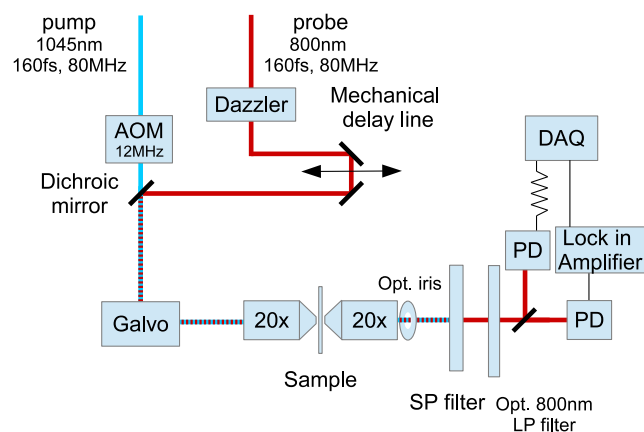 pump
1045nm
160fs, 80MHz
probe
800nm
160fs, 80MHz
Dazzler
Mechanical
delay line
AOM
12MHz
DAQ
Dichroic
mirror
PD
Lock in
Amplifier
Opt. iris
Galvo
20x
20x
PD
Sample
SP filter
Opt. 800nm
LP filter